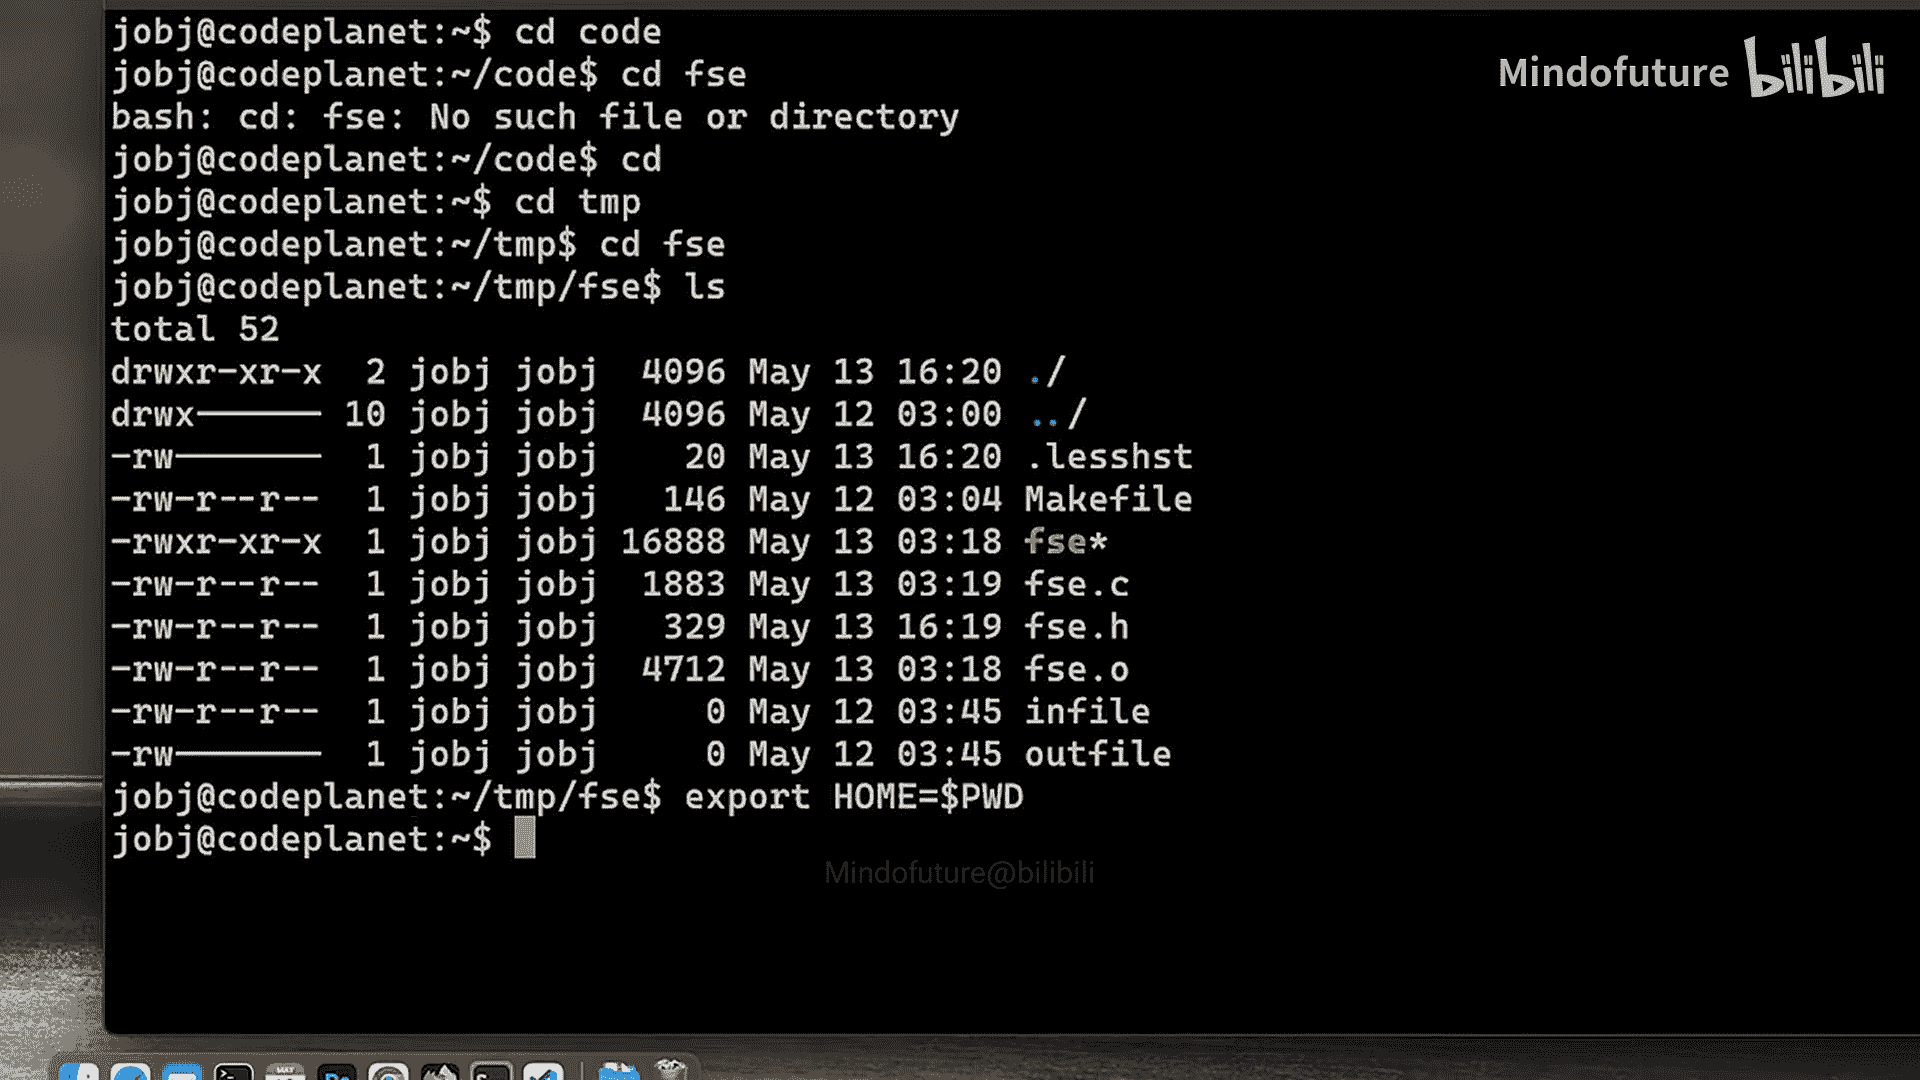 jobj@codeplanet:~$ cd code
jobj@codeplanet:~/code$ cd fse
bash: cd: fse: No such file or directory
jobj@codeplanet:~/code$ cd
jobj@codeplanet:~$ cd tmp
jobj@codeplanet:~/tmp$ cd fse
jobj@codeplanet:~/tmp/fse$ ls
total 52
drwxr-xr-x  2 jobj jobj  4096 May 13 16:20 ./
drwx------ 10 jobj jobj  4096 May 12 03:00 ../
-rw-------  1 jobj jobj    20 May 13 16:20 .lesshst
-rw-r--r--  1 jobj jobj   146 May 12 03:04 Makefile
-rwxr-xr-x  1 jobj jobj 16888 May 13 03:18 fse*
-rw-r--r--  1 jobj jobj  1883 May 13 03:19 fse.c
-rw-r--r--  1 jobj jobj   329 May 13 16:19 fse.h
-rw-r--r--  1 jobj jobj  4712 May 13 03:18 fse.o
-rw-r--r--  1 jobj jobj     0 May 12 03:45 infile
-rw-------  1 jobj jobj     0 May 12 03:45 outfile
jobj@codeplanet:~/tmp/fse$ export HOME=$PWD
jobj@codeplanet:~$
Mindofuture bilibili
Mindofuture@bilibili